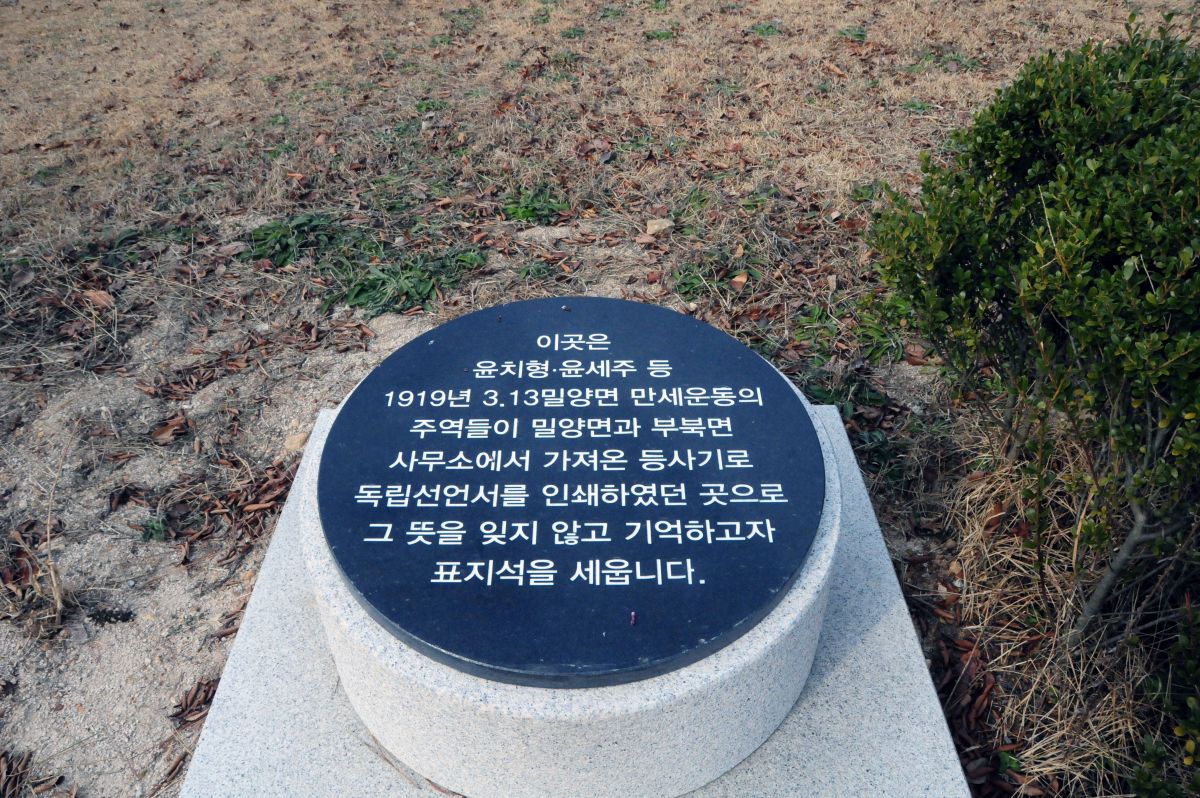 이곳은
윤치형·윤세주 등
1919년 3.13밀양면 만세운동의
주역들이 밀양면과 부북면
사무소에서 가져온 등사기로
독립선언서를 인쇄하였던 곳으로
그 뜻을 잊지 않고 기억하고자
표지석을 세웁니다.